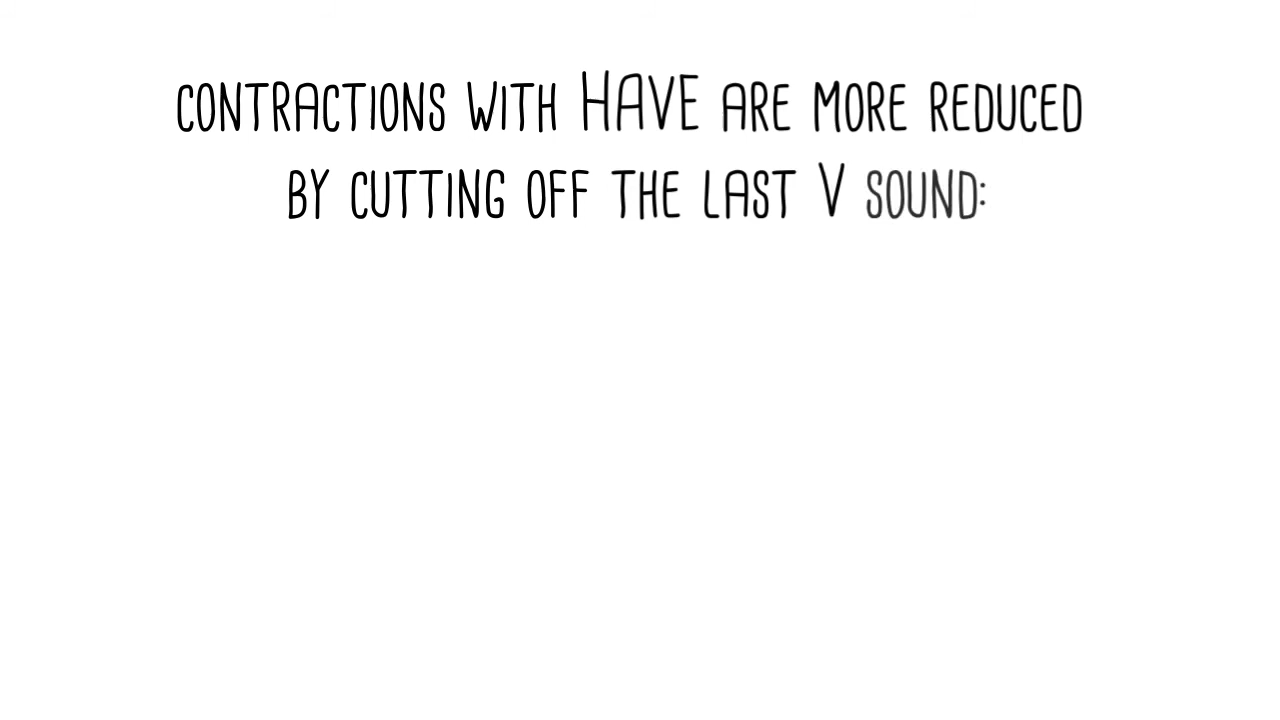 CONTRACTIONS WITH HAVE ARE MORE REDUCED
BY CUTTING OFF THE LAST V SOUND: